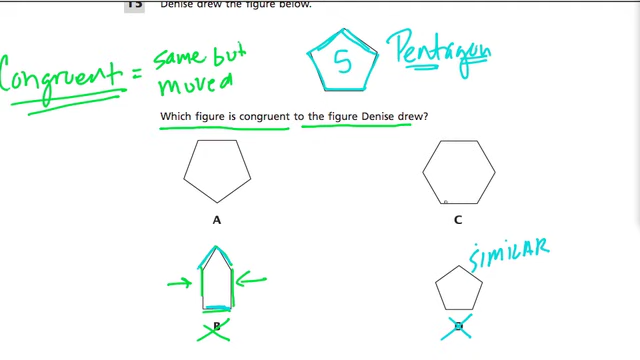 13 Denise drew the figure below.
Congruent = same but
moved
5 Pentagon
Which figure is congruent to the figure Denise drew?
A
C
SIMILAR
B
D